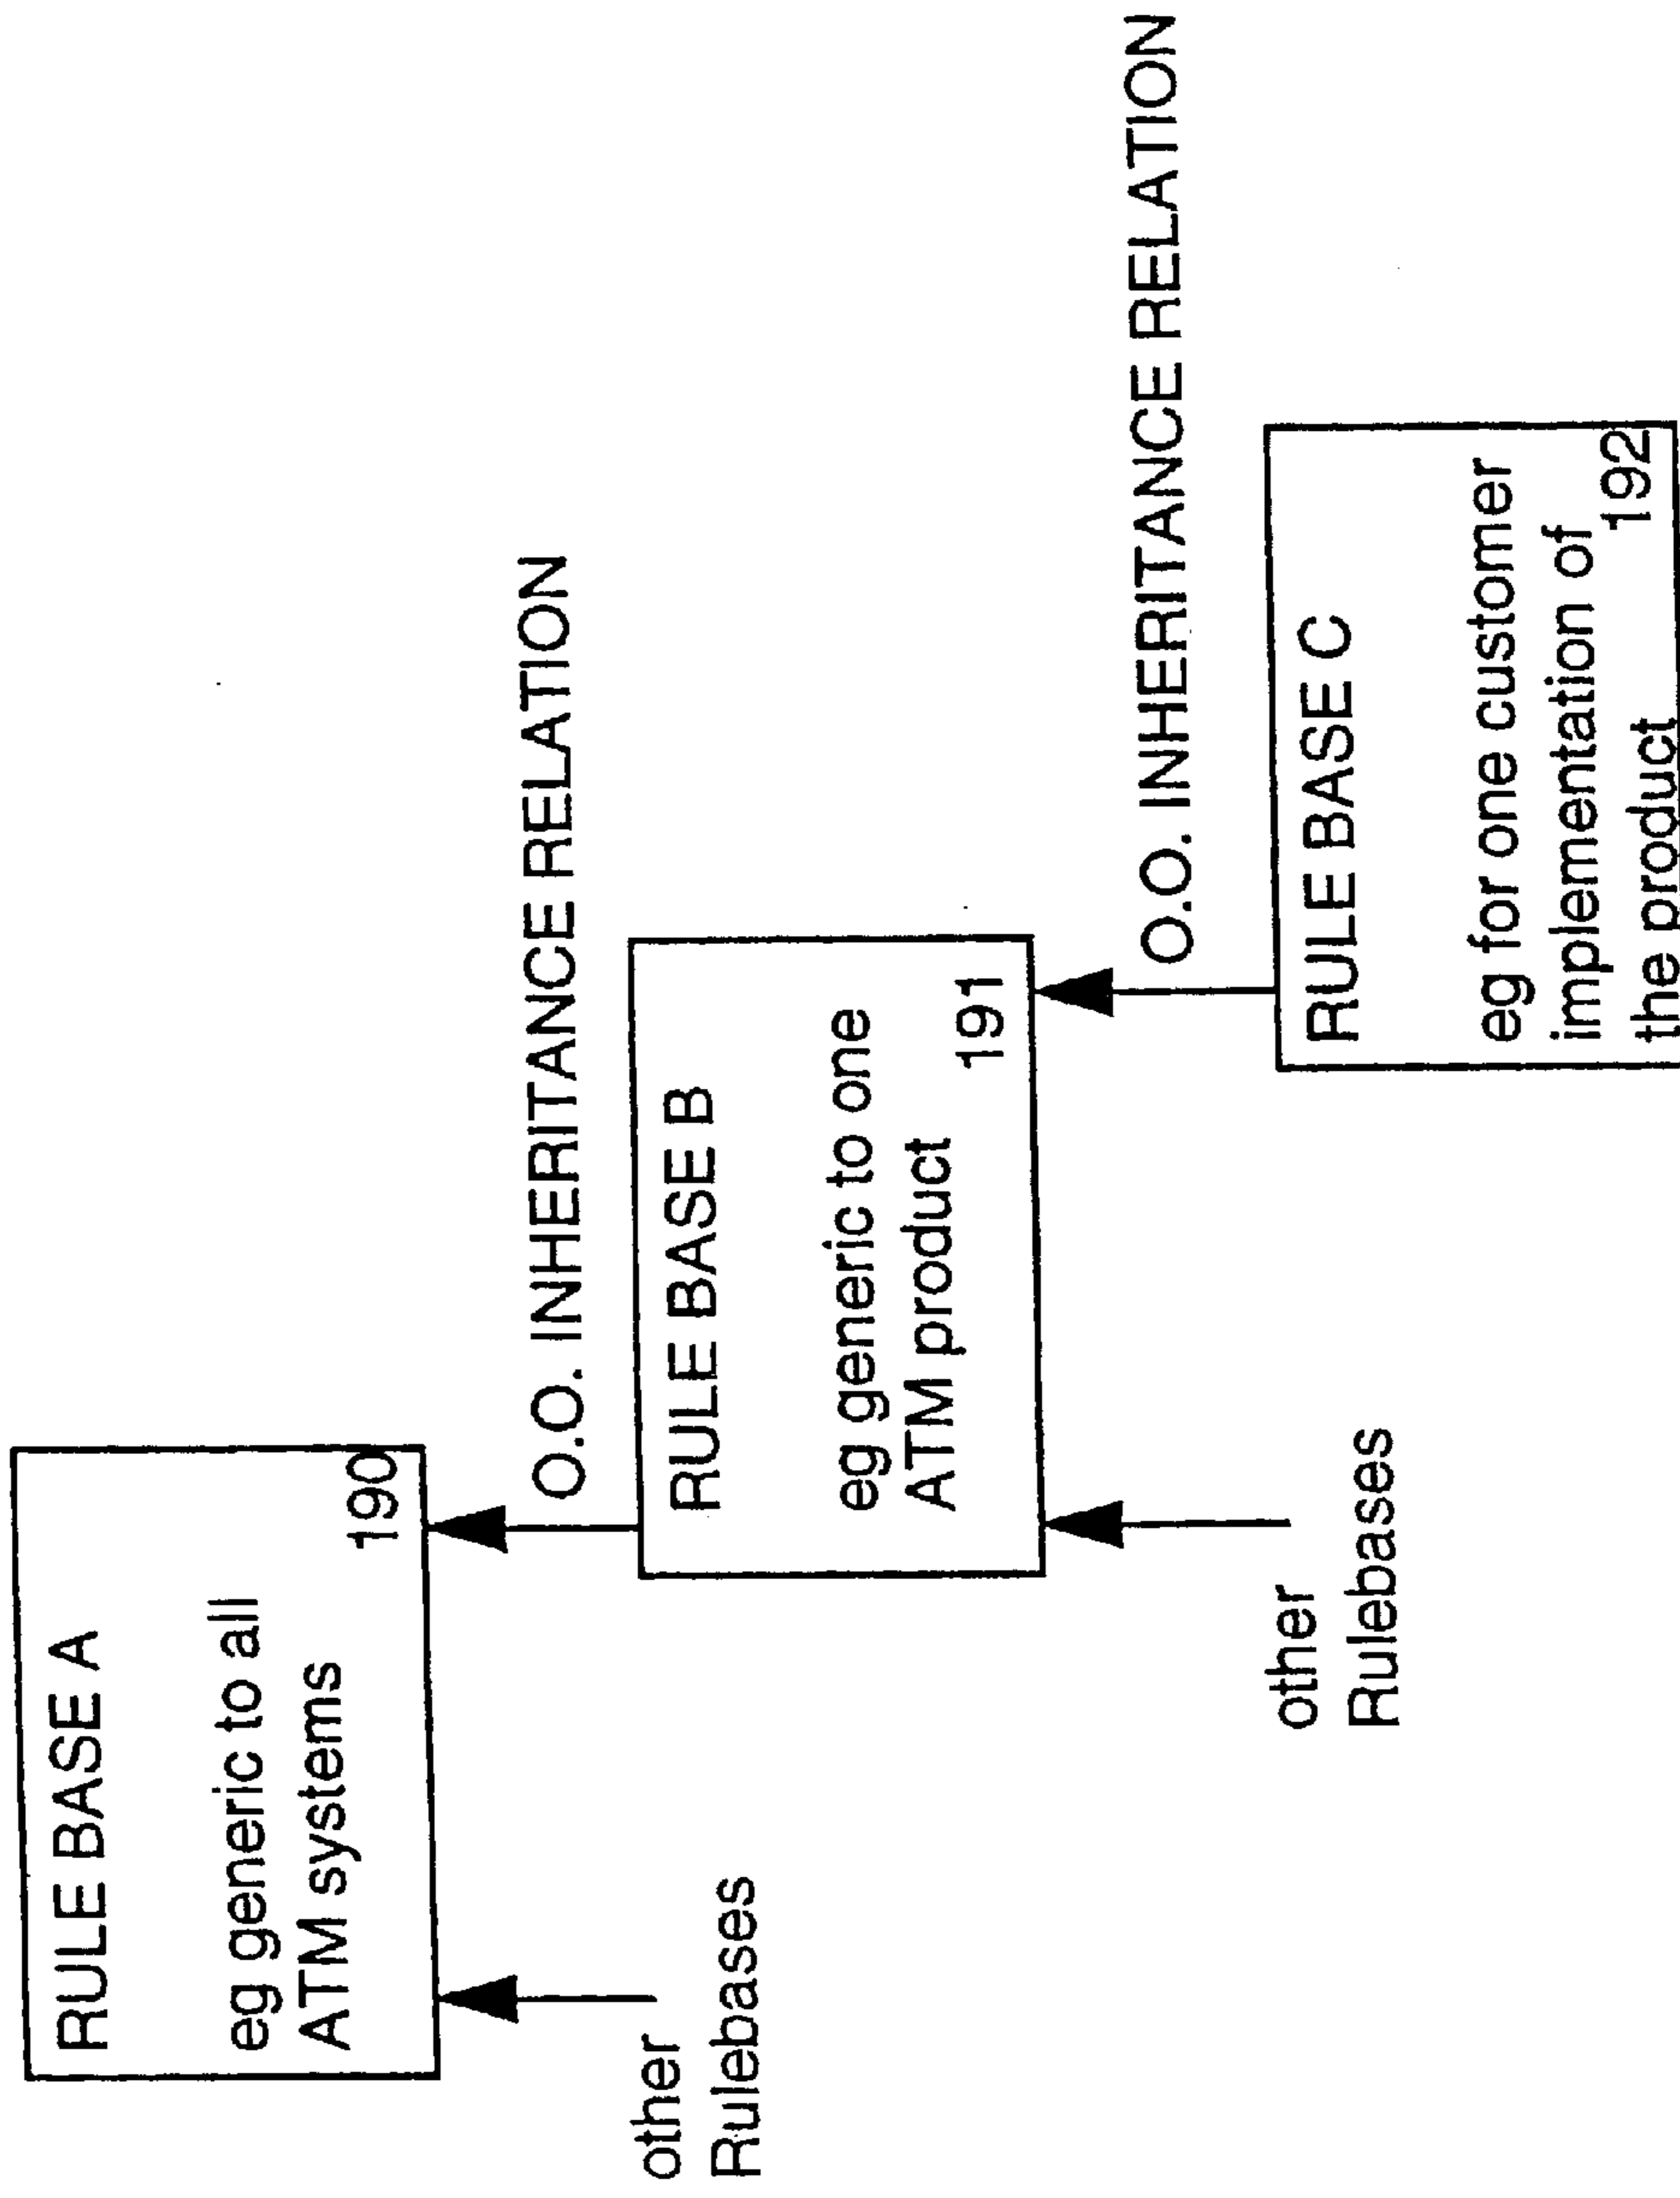 RULE BASE A
eg generic to all
ATM systems
190
O.O. INHERITANCE RELATION
other
Rulebases
RULE BASE B
eg generic to one
ATM product
191
O.O. INHERITANCE RELATION
other
Rulebases
RULE BASE C
eg for one customer
implementation of
the product
192